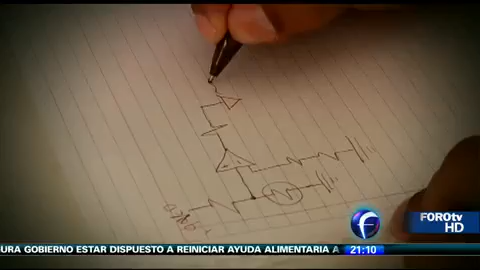 FOROtv
HD
21:10
URA GOBIERNO ESTAR DISPUESTO A REINICIAR AYUDA ALIMENTARIA A